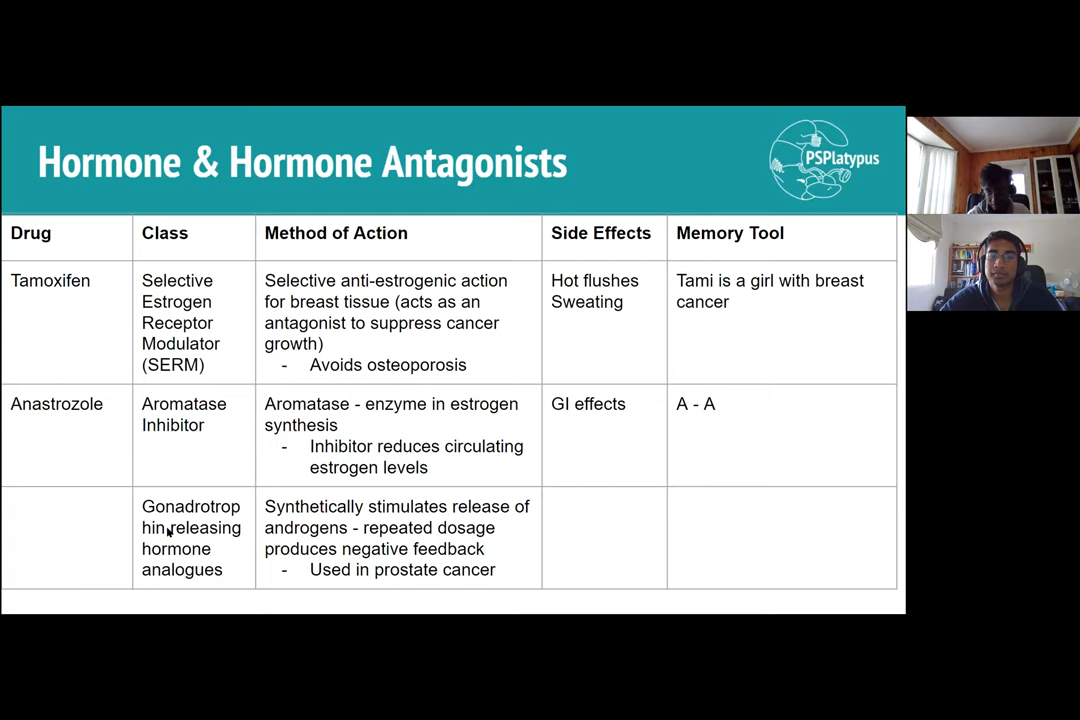 Hormone & Hormone Antagonists
PSPlatypus
Drug
Class
Method of Action
Side Effects
Memory Tool
Tamoxifen
Selective
Estrogen
Receptor
Modulator
(SERM)
Selective anti-estrogenic action
for breast tissue (acts as an
antagonist to suppress cancer
growth)
- Avoids osteoporosis
Hot flushes
Sweating
Tami is a girl with breast
cancer
Anastrozole
Aromatase
Inhibitor
Aromatase - enzyme in estrogen
synthesis
- Inhibitor reduces circulating
estrogen levels
GI effects
A - A
Gonadrotrop
hin releasing
hormone
analogues
Synthetically stimulates release of
androgens - repeated dosage
produces negative feedback
- Used in prostate cancer